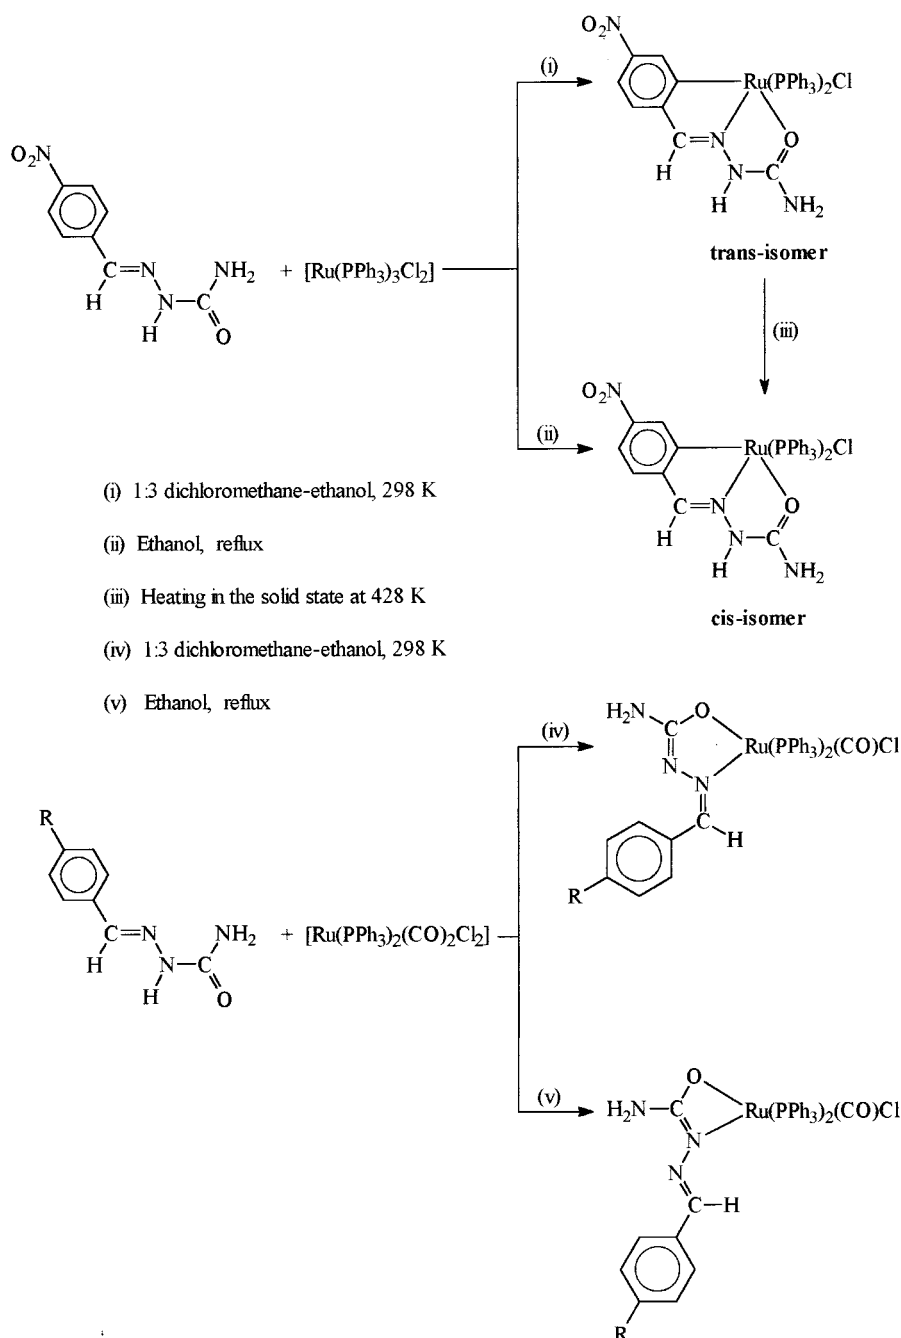 O2N
(i)
Ru(PPh3)2Cl
C=N
O
H
N—C
H
NH2
trans-isomer
O2N
C=N
NH2
H
N—C
H
O
+ [Ru(PPh3)3Cl2]
(iii)
O2N
(ii)
Ru(PPh3)2Cl
C=N
O
H
N—C
H
NH2
cis-isomer
(i) 1:3 dichloromethane-ethanol, 298 K
(ii) Ethanol, reflux
(iii) Heating in the solid state at 428 K
(iv) 1:3 dichloromethane-ethanol, 298 K
(v) Ethanol, reflux
(iv)
H2N
C
O
Ru(PPh3)2(CO)Cl
N
N
C
H
R
R
C=N
NH2
H
N—C
H
O
+ [Ru(PPh3)2(CO)2Cl2]
(v)
H2N—C
O
Ru(PPh3)2(CO)Cl
N
N
C—H
R